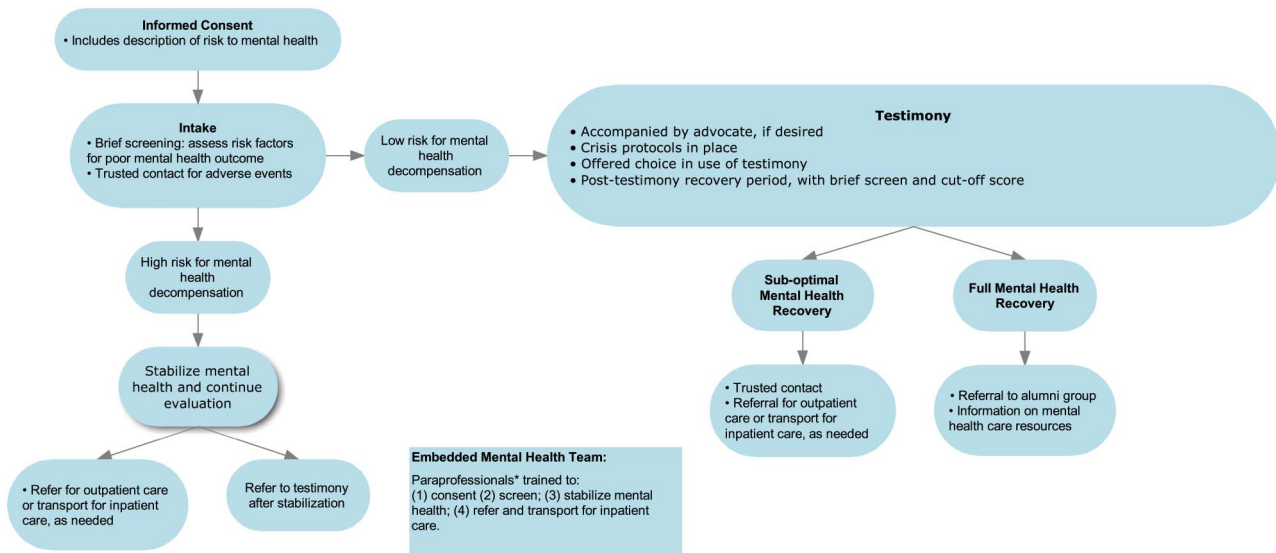 Informed Consent
• Includes description of risk to mental health
Intake
• Brief screening: assess risk factors
for poor mental health outcome
• Trusted contact for adverse events
Low risk for mental
health
decompensation
Testimony
• Accompanied by advocate, if desired
• Crisis protocols in place
• Offered choice in use of testimony
• Post-testimony recovery period, with brief screen and cut-off score
High risk for mental
health
decompensation
Sub-optimal
Mental Health
Recovery
Full Mental Health
Recovery
Stabilize mental
health and continue
evaluation
• Trusted contact
• Referral for outpatient
care or transport for
inpatient care, as needed
• Referral to alumni group
• Information on mental
health care resources
• Refer for outpatient care
or transport for inpatient
care, as needed
Refer to testimony
after stabilization
Embedded Mental Health Team:
Paraprofessionals* trained to:
(1) consent (2) screen; (3) stabilize mental
health; (4) refer and transport for inpatient
care.